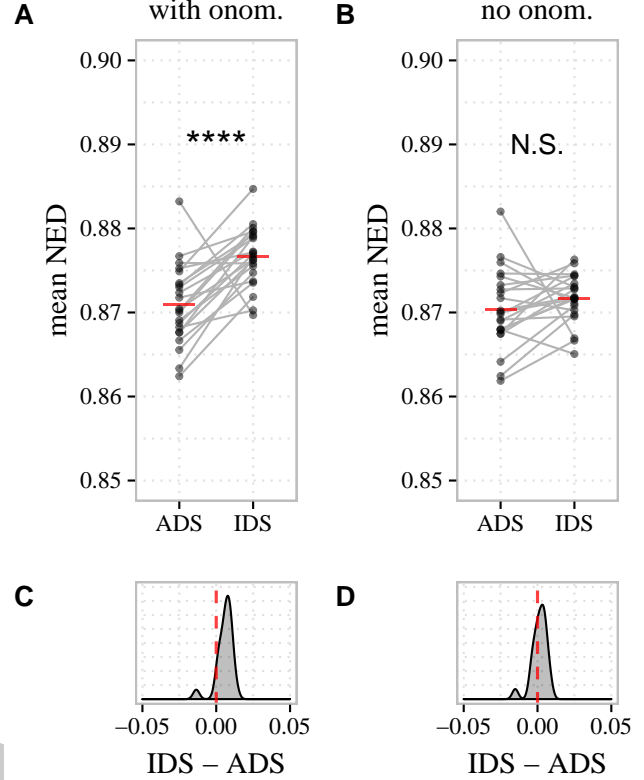 A
with onom.
0.90
0.89
0.88
0.87
0.86
0.85
mean NED
****
ADS IDS
B
no onom.
0.90
0.89
0.88
0.87
0.86
0.85
mean NED
N.S.
ADS IDS
C
−0.05 0.00 0.05
IDS − ADS
D
−0.05 0.00 0.05
IDS − ADS